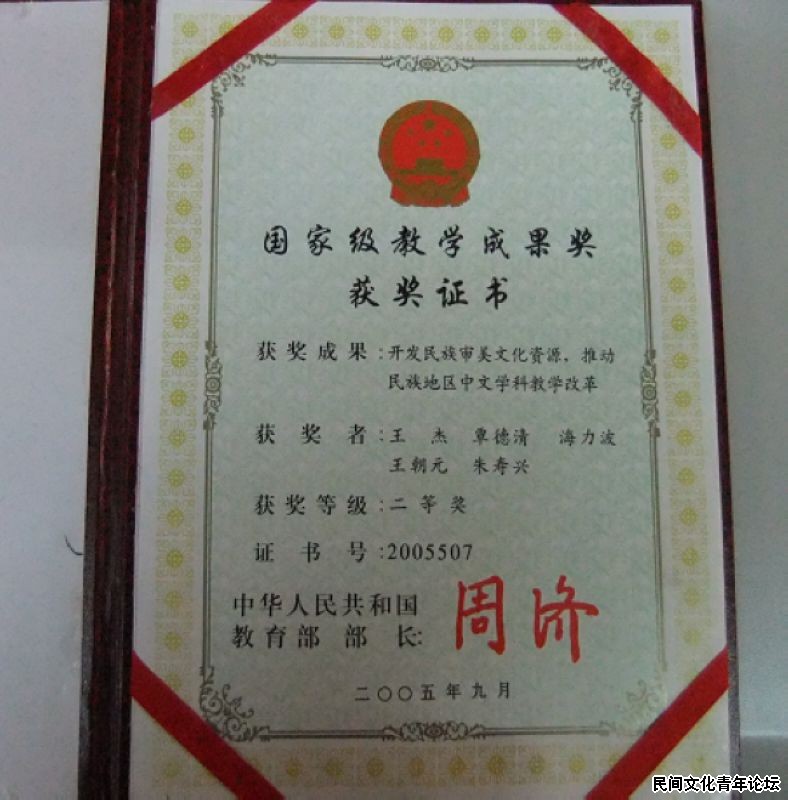 国家级教学成果奖
获奖证书
获奖成果:开发民族审美文化资源，推动
民族地区中文学科教学改革
获奖者:王杰 覃德清 海力波
王朝元 朱寿兴
获奖等级:二等奖
证书号:2005507
中华人民共和国
教育部部长:
周济
二〇〇五年九月
民间文化青年论坛